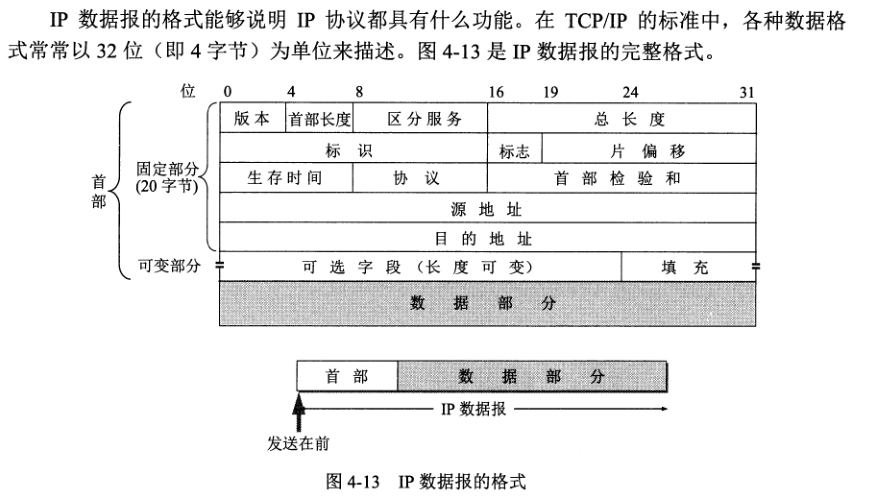 IP 数据报的格式能够说明 IP 协议都具有什么功能。在 TCP/IP 的标准中，各种数据格
式常常以 32 位（即 4 字节）为单位来描述。图 4-13 是 IP 数据报的完整格式。
位 0 4 8 16 19 24 31
版本 首部长度 区分服务 总长度
标识 标志 片偏移
首部 固定部分 (20 字节) 生存时间 协议 首部检验和
源地址
目的地址
可变部分 可选字段（长度可变） 填充
数据部分
首部 数据部分
IP 数据报
发送在前
图 4-13 IP 数据报的格式